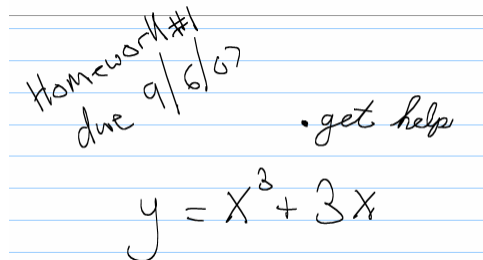 Homework #1
due 9/6/07
• get help
y = x³ + 3x